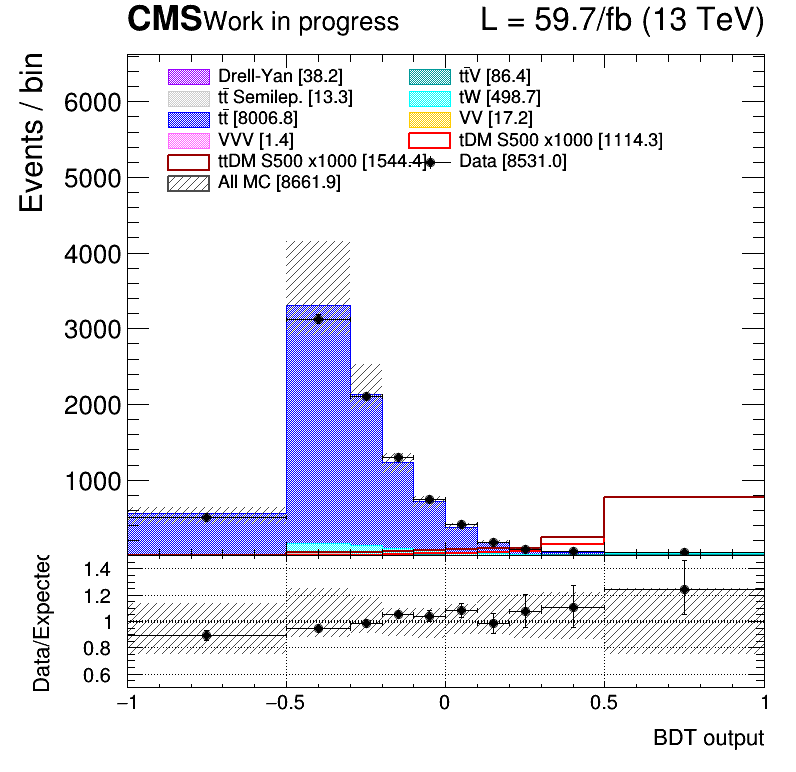 CMS Work in progress L = 59.7/fb (13 TeV)
Events / bin
Drell-Yan [38.2] tt̄V [86.4]
tt̄ Semilep. [13.3] tW [498.7]
tt̄ [8006.8] VV [17.2]
VVV [1.4] tDM S500 x1000 [1114.3]
ttDM S500 x1000 [1544.4] Data [8531.0]
All MC [8661.9]
6000
5000
4000
3000
2000
1000
Data/Expected
1.4
1.2
1
0.8
0.6
−1 −0.5 0 0.5 1
BDT output